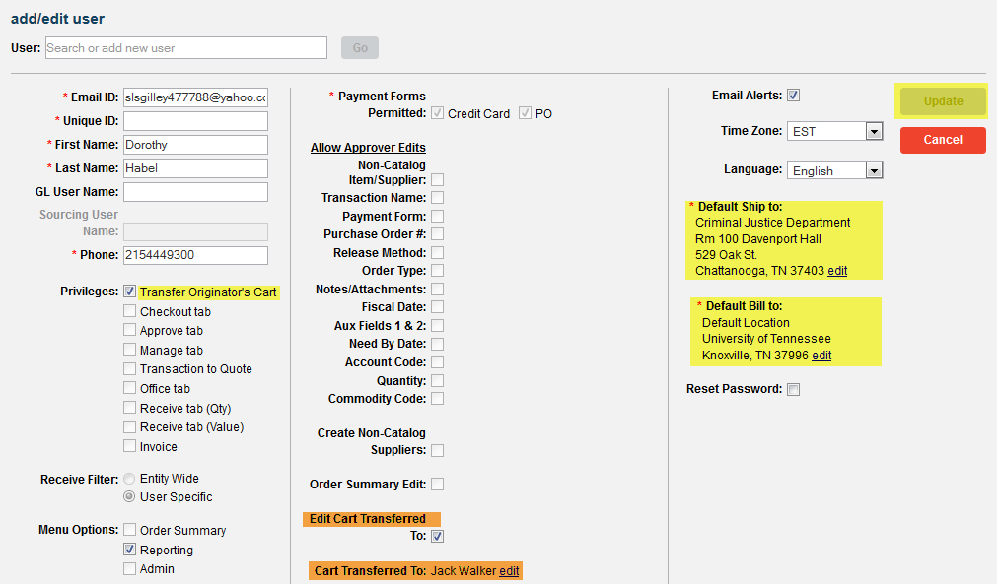 add/edit user
User: Search or add new user Go
* Email ID: slsgilley477788@yahoo.co
* Unique ID:
* First Name: Dorothy
* Last Name: Habel
GL User Name:
Sourcing User
Name:
* Phone: 2154449300
Privileges: Transfer Originator's Cart
Checkout tab
Approve tab
Manage tab
Transaction to Quote
Office tab
Receive tab (Qty)
Receive tab (Value)
Invoice
Receive Filter: Entity Wide
User Specific
Menu Options: Order Summary
Reporting
Admin
* Payment Forms
Permitted: Credit Card PO
Allow Approver Edits
Non-Catalog
Item/Supplier:
Transaction Name:
Payment Form:
Purchase Order #:
Release Method:
Order Type:
Notes/Attachments:
Fiscal Date:
Aux Fields 1 & 2:
Need By Date:
Account Code:
Quantity:
Commodity Code:
Create Non-Catalog
Suppliers:
Order Summary Edit:
Edit Cart Transferred
To:
Cart Transferred To: Jack Walker edit
Email Alerts:
Time Zone: EST
Language: English
* Default Ship to:
Criminal Justice Department
Rm 100 Davenport Hall
529 Oak St.
Chattanooga, TN 37403 edit
* Default Bill to:
Default Location
University of Tennessee
Knoxville, TN 37996 edit
Reset Password:
Update
Cancel